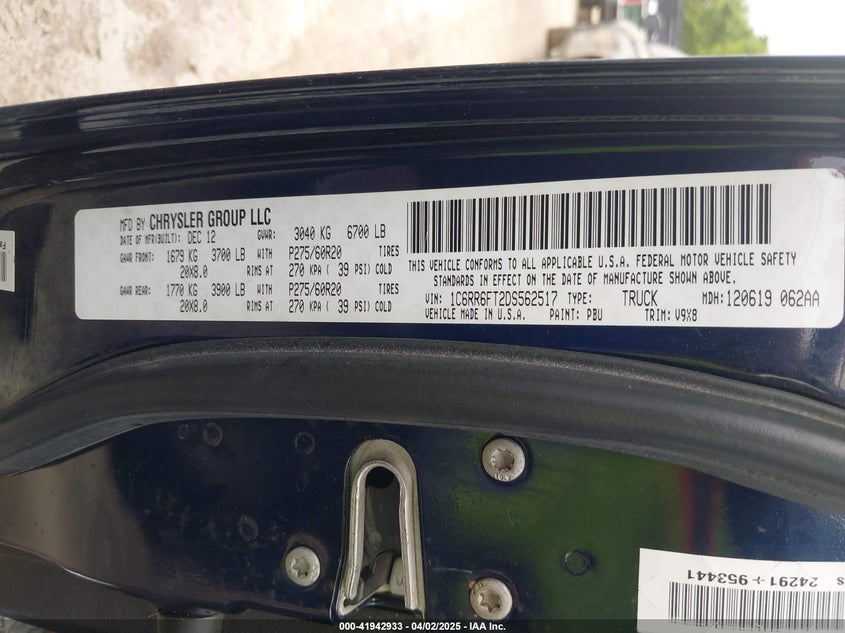 MFD BY CHRYSLER GROUP LLC
DATE OF MFR(BUILT): DEC 12 GVWR: 3040 KG 6700 LB
GAWR FRONT: 1679 KG 3700 LB WITH P275/60R20 TIRES
20X8.0 RIMS AT 270 KPA ( 39 PSI) COLD
GAWR REAR: 1770 KG 3900 LB WITH P275/60R20 TIRES
20X8.0 RIMS AT 270 KPA ( 39 PSI) COLD
THIS VEHICLE CONFORMS TO ALL APPLICABLE U.S.A. FEDERAL MOTOR VEHICLE SAFETY
STANDARDS IN EFFECT ON THE DATE OF MANUFACTURE SHOWN ABOVE.
VIN: 1C6RR6FT2DS562517 TYPE: TRUCK MDH: 120619 062AA
VEHICLE MADE IN U.S.A. PAINT: PBU TRIM: V9X8
24291 + 953441
000-41942933 - 04/02/2025 - IAA Inc.